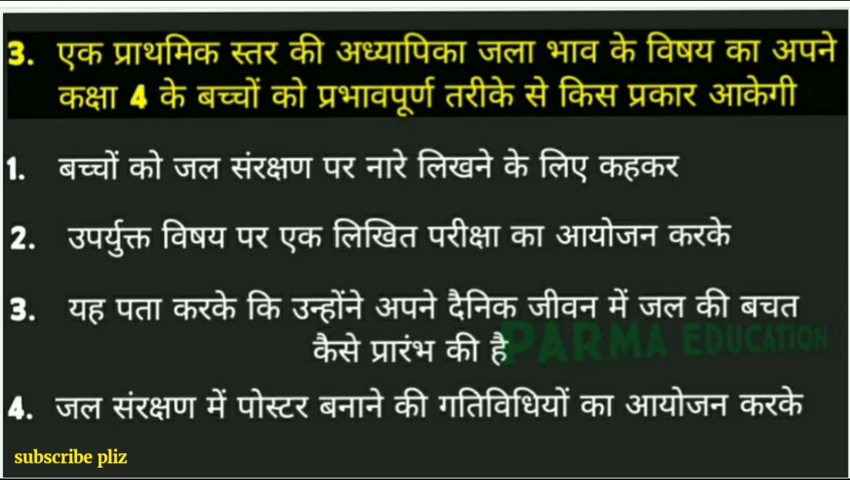 3. एक प्राथमिक स्तर की अध्यापिका जला भाव के विषय का अपने
कक्षा 4 के बच्चों को प्रभावपूर्ण तरीके से किस प्रकार आकेगी
1. बच्चों को जल संरक्षण पर नारे लिखने के लिए कहकर
2. उपर्युक्त विषय पर एक लिखित परीक्षा का आयोजन करके
3. यह पता करके कि उन्होंने अपने दैनिक जीवन में जल की बचत
कैसे प्रारंभ की है
PARMA EDUCATION
4. जल संरक्षण में पोस्टर बनाने की गतिविधियों का आयोजन करके
subscribe pliz